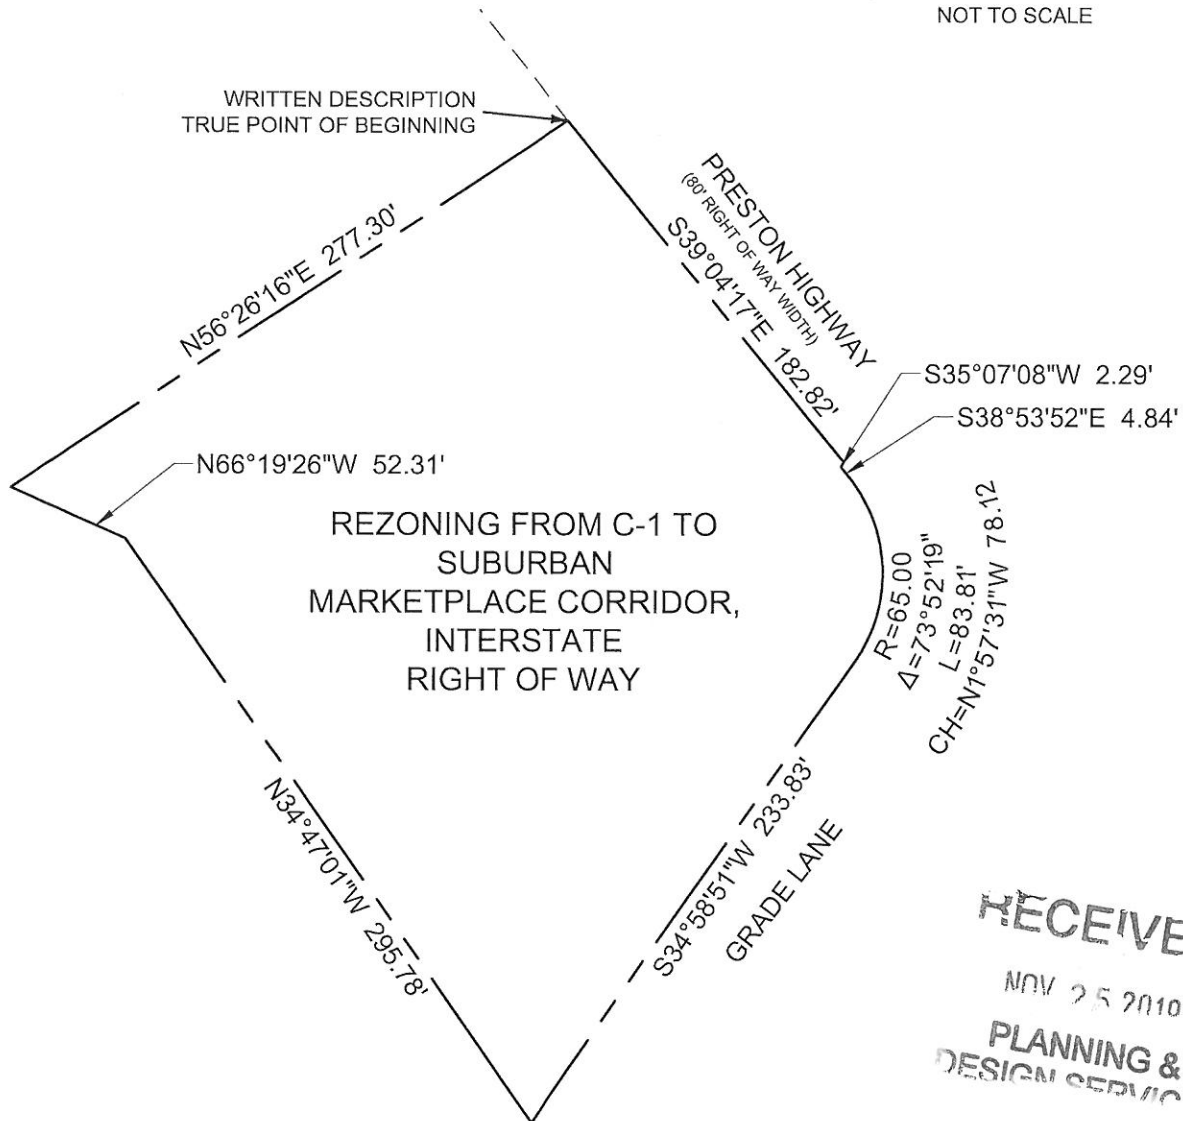 NOT TO SCALE
WRITTEN DESCRIPTION
TRUE POINT OF BEGINNING
PRESTON HIGHWAY
(80' RIGHT OF WAY WIDTH)
S39°04'17"E 182.82'
N56°26'16"E 277.30'
S35°07'08"W 2.29'
S38°53'52"E 4.84'
N66°19'26"W 52.31'
REZONING FROM C-1 TO
SUBURBAN
MARKETPLACE CORRIDOR,
INTERSTATE
RIGHT OF WAY
R=65.00
Δ=73°52'19"
L=83.81'
CH=N1°57'31"W 78.12
N34°47'01"W 295.78'
S34°58'51"W 233.83'
GRADE LANE
RECEIVE
NOV 25
PLANNING &
DESIGN SERVIC